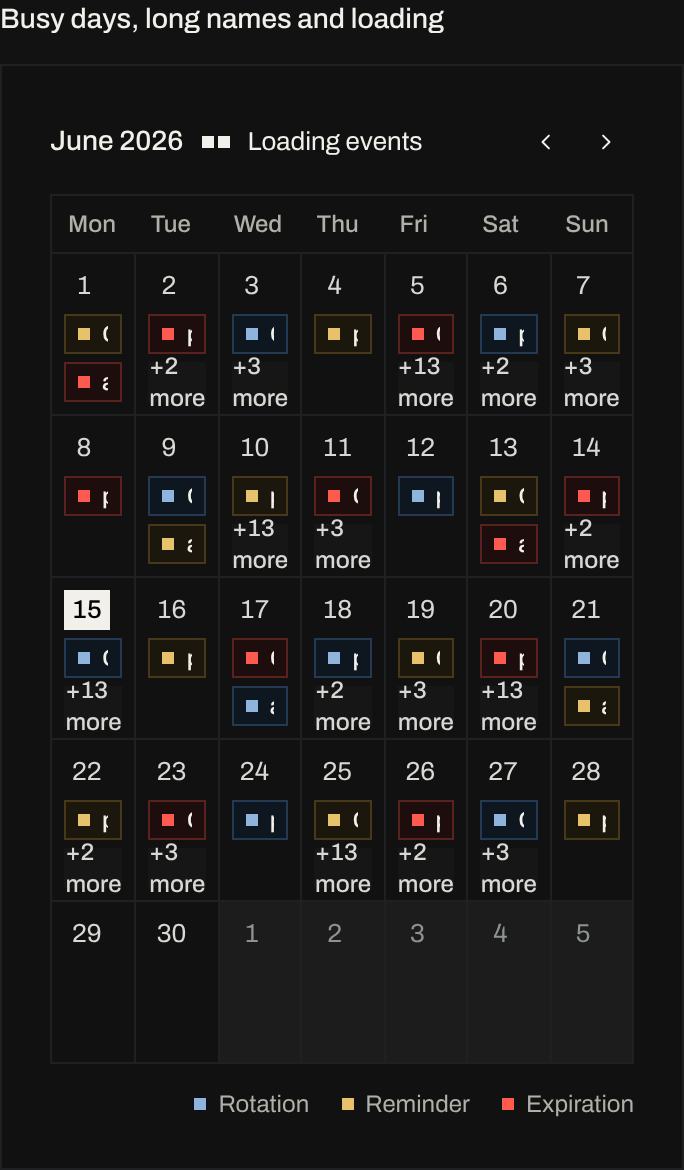 Busy days, long names and loading
June 2026 Loading events
Mon Tue Wed Thu Fri Sat Sun
1 2 3 4 5 6 7
+2 more +3 more +13 more +2 more +3 more
8 9 10 11 12 13 14
+13 more +3 more +2 more
15 16 17 18 19 20 21
+13 more +2 more +3 more +13 more
22 23 24 25 26 27 28
+2 more +3 more +13 more +2 more +3 more
29 30 1 2 3 4 5
Rotation Reminder Expiration